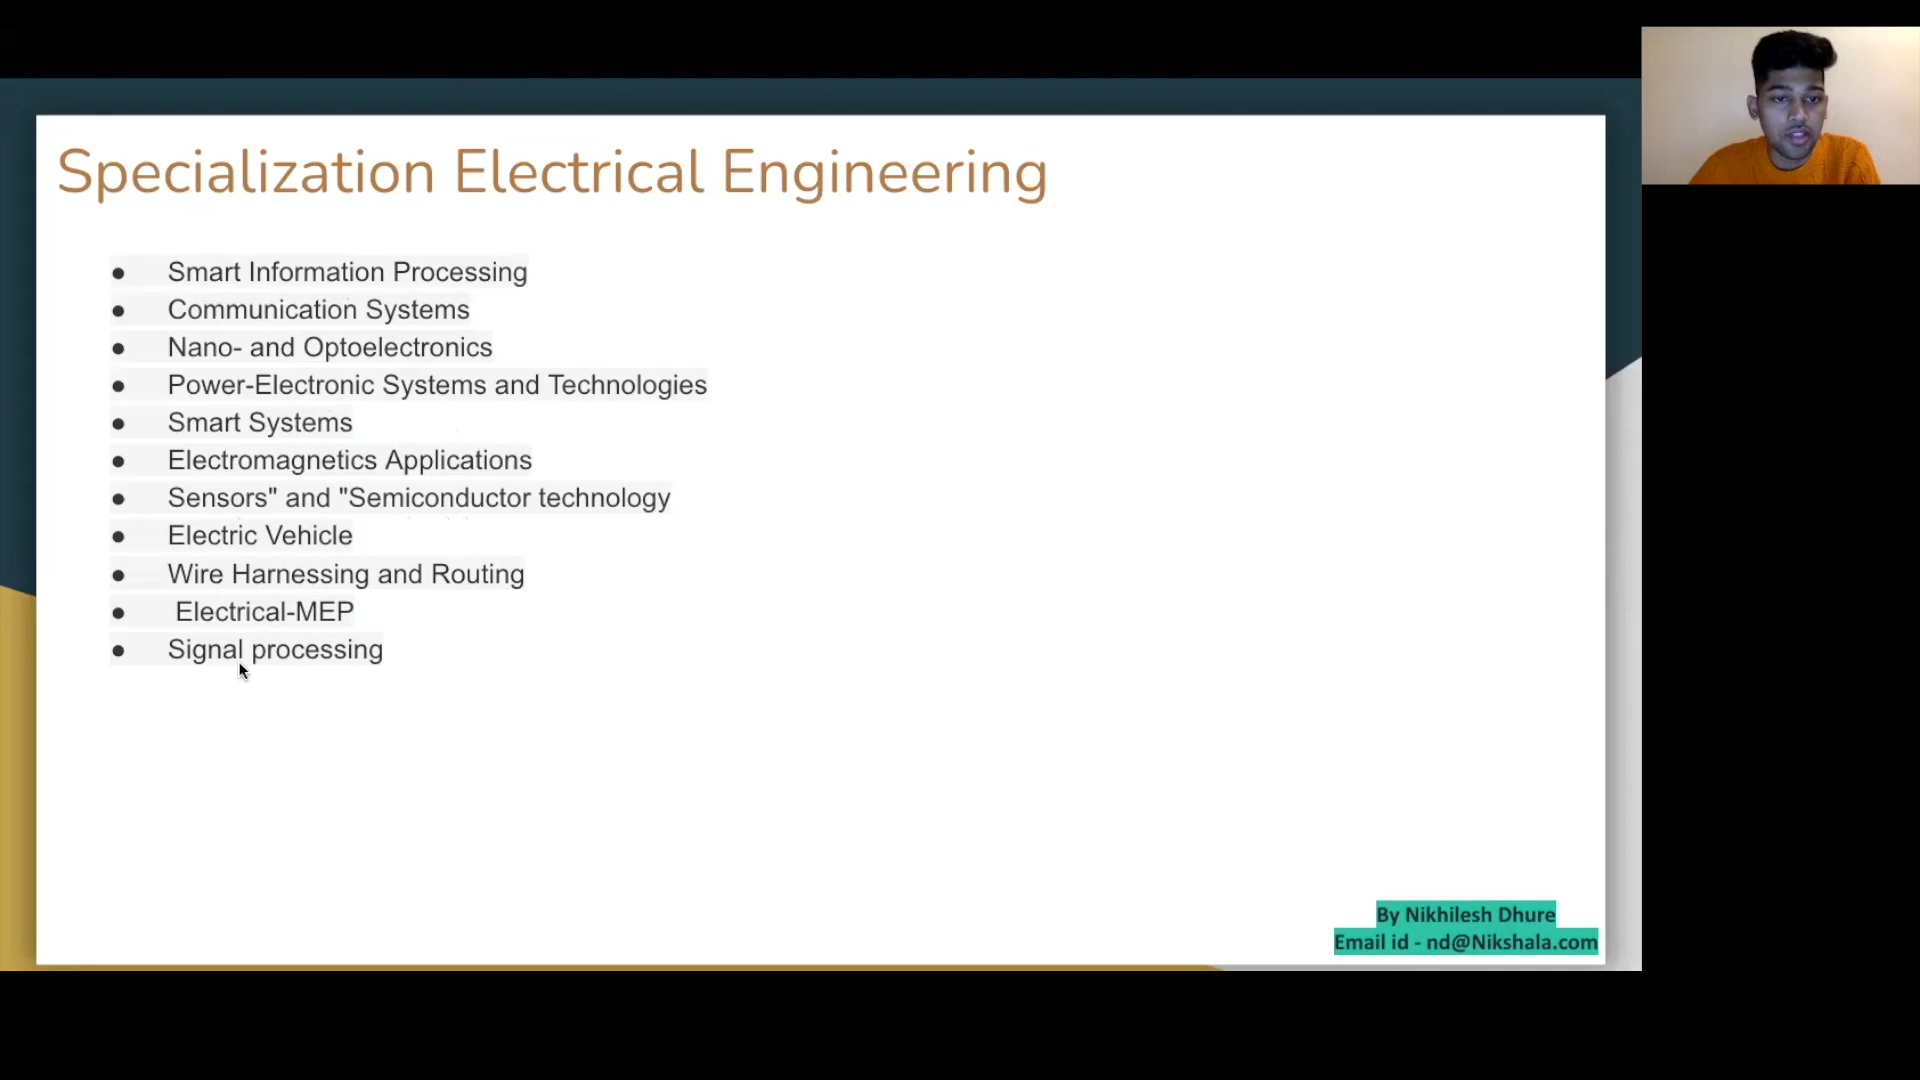 Specialization Electrical Engineering
● Smart Information Processing
● Communication Systems
● Nano- and Optoelectronics
● Power-Electronic Systems and Technologies
● Smart Systems
● Electromagnetics Applications
● Sensors" and "Semiconductor technology
● Electric Vehicle
● Wire Harnessing and Routing
● Electrical-MEP
● Signal processing
By Nikhilesh Dhure
Email id - nd@Nikshala.com